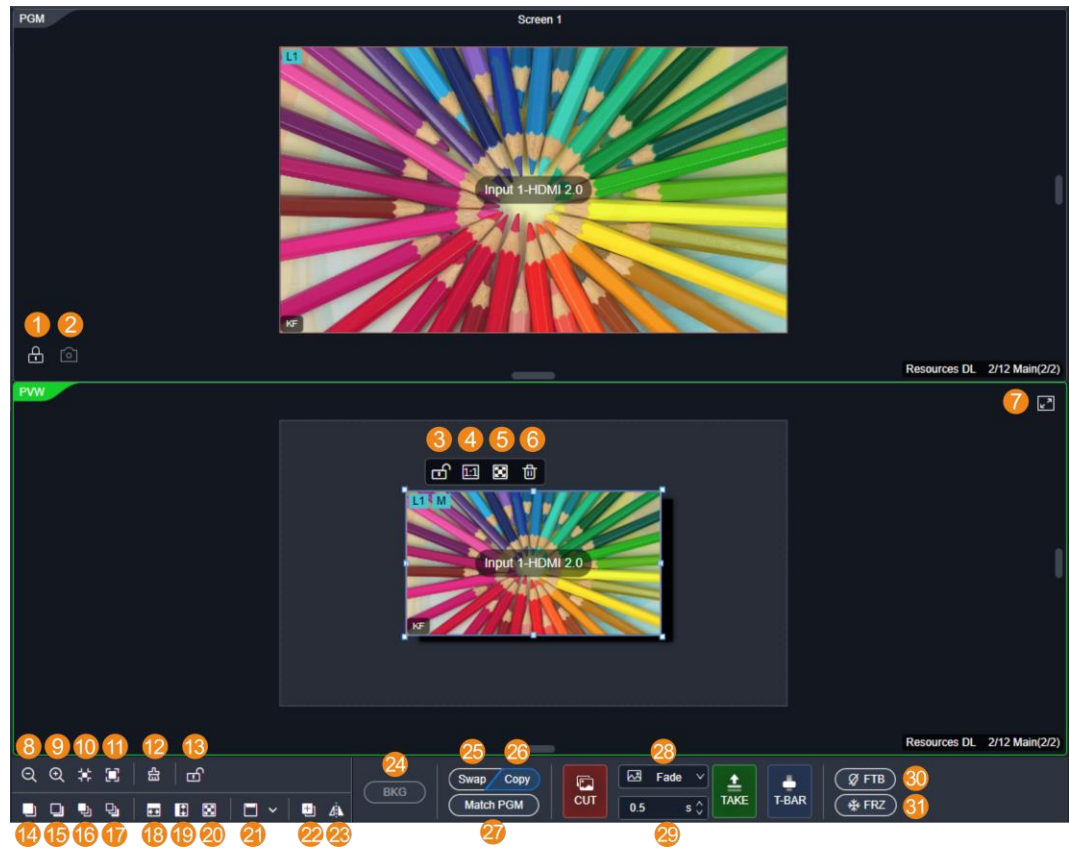 PGM
Screen 1
L1
Input 1-HDMI 2.0
KF
1 2
Resources DL 2/12 Main(2/2)
PVW
7
3 4 5 6
1:1
L1 M
Input 1-HDMI 2.0
KF
Resources DL 2/12 Main(2/2)
8 9 10 11 12 13
24
25 26
28
BKG
Swap Copy
Match PGM
27
CUT
Fade
0.5 s
29
TAKE
T-BAR
FTB 30
FRZ 31
14 15 16 17 18 19 20 21 22 23